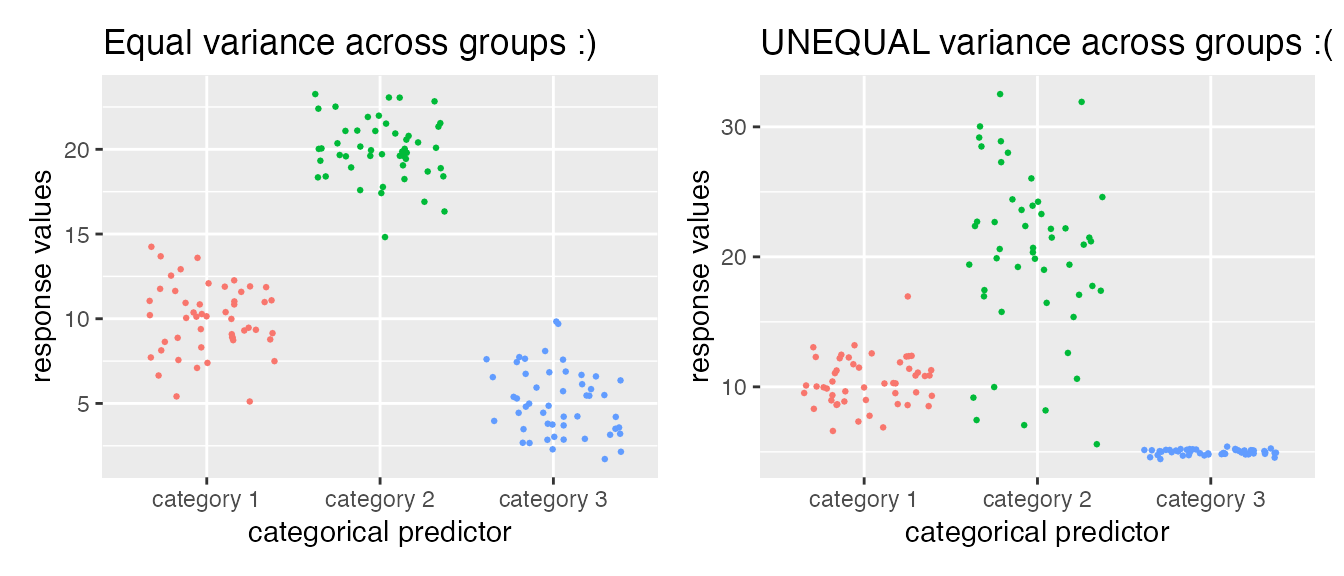 Equal variance across groups :)
response values
20
15
10
5
category 1
category 2
category 3
categorical predictor
UNEQUAL variance across groups :(
response values
30
20
10
category 1
category 2
category 3
categorical predictor